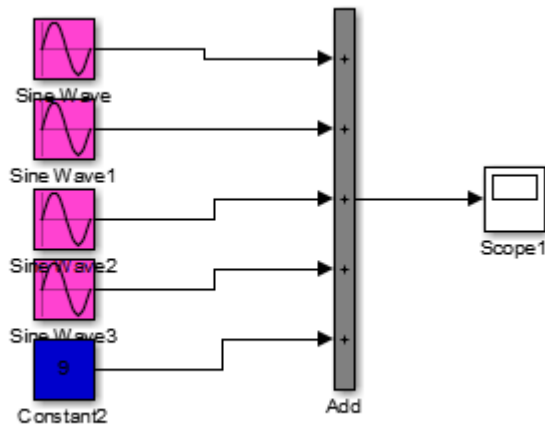 Sine Wave
+
Sine Wave1
+
+
Scope1
Sine Wave2
+
Sine Wave3
+
9
Constant2
Add